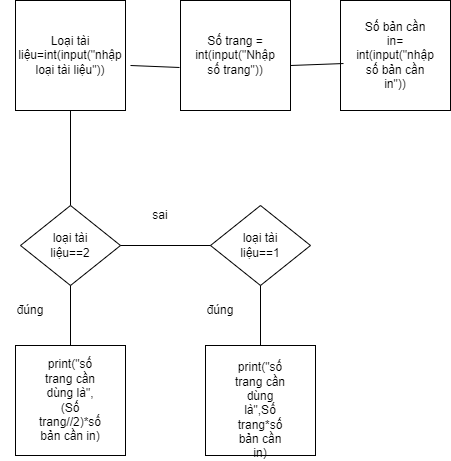 Loại tài
liệu=int(input("nhập
loại tài liệu"))
Số trang =
int(input("Nhập
số trang"))
Số bản cần
in=
int(input("nhập
số bản cần
in"))
loại tài
liệu==2
sai
loại tài
liệu==1
đúng
đúng
print("số
trang cần
dùng là",
(Số
trang//2)*số
bản cần in)
print("số
trang cần
dùng
là",Số
trang*số
bản cần
in)